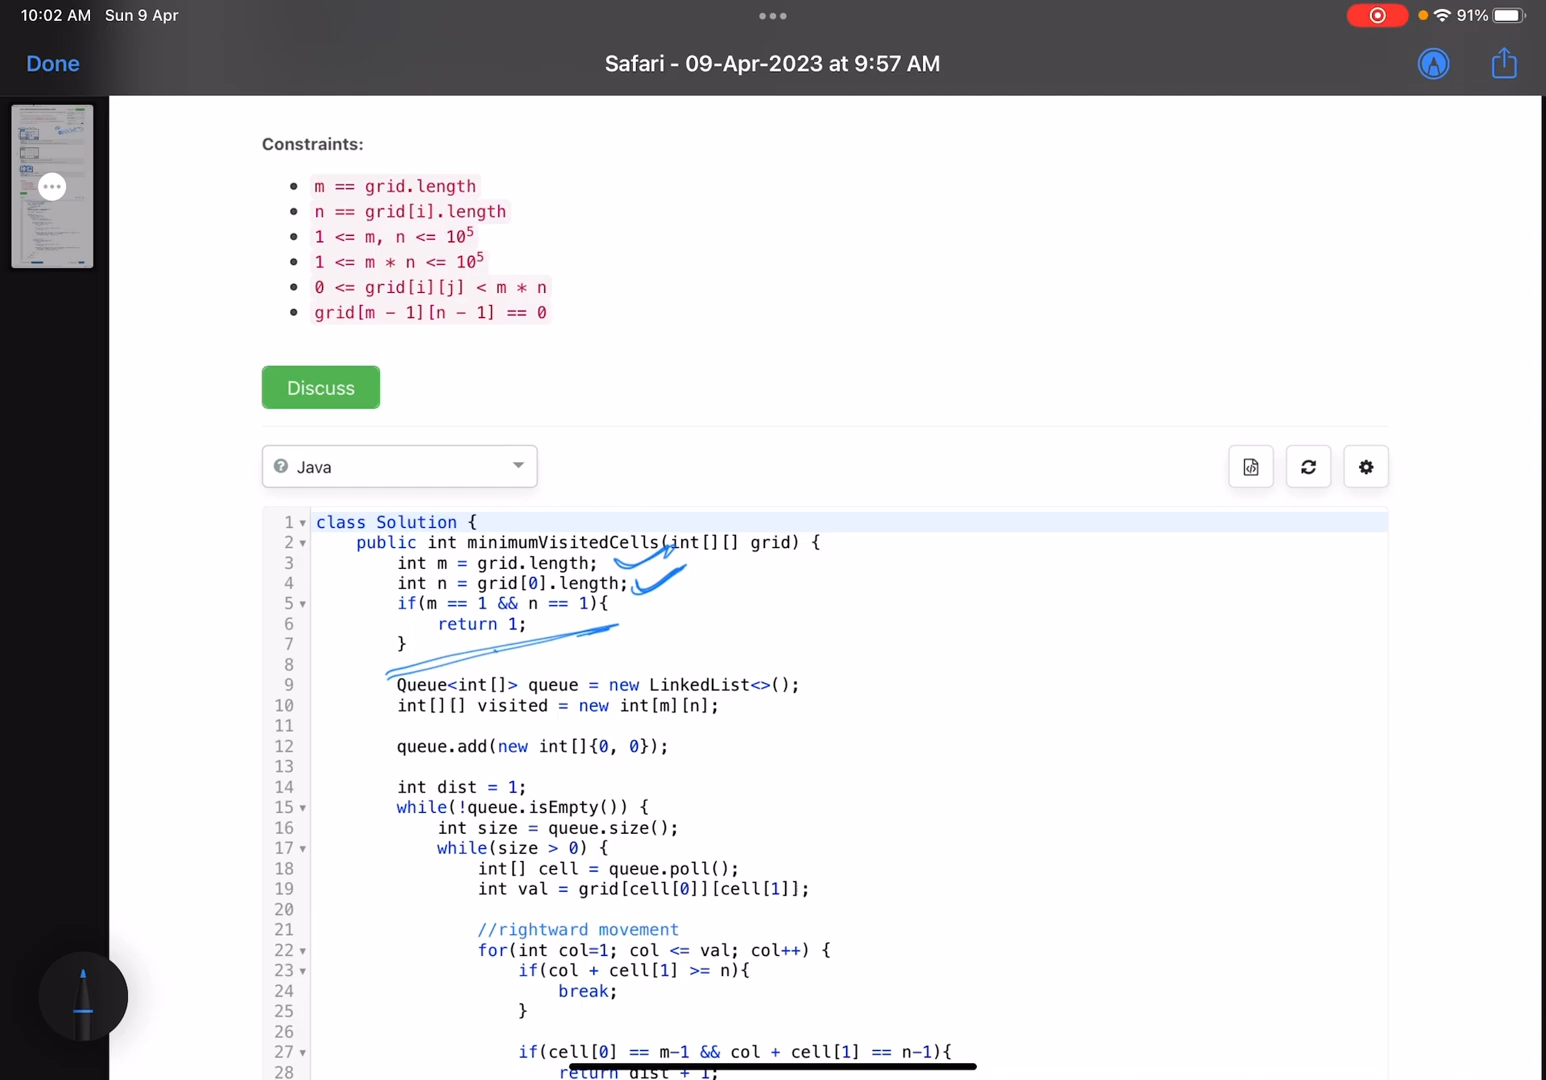 10:02 AM Sun 9 Apr
91%
Done
Safari - 09-Apr-2023 at 9:57 AM
Constraints:
m == grid.length
n == grid[i].length
1 <= m, n <= 10⁵
1 <= m * n <= 10⁵
0 <= grid[i][j] < m * n
grid[m - 1][n - 1] == 0
Discuss
Java
1 class Solution {
2 public int minimumVisitedCells(int[][] grid) {
3 int m = grid.length;
4 int n = grid[0].length;
5 if(m == 1 && n == 1){
6 return 1;
7 }
8
9 Queue<int[]> queue = new LinkedList<>();
10 int[][] visited = new int[m][n];
11
12 queue.add(new int[]{0, 0});
13
14 int dist = 1;
15 while(!queue.isEmpty()) {
16 int size = queue.size();
17 while(size > 0) {
18 int[] cell = queue.poll();
19 int val = grid[cell[0]][cell[1]];
20
21 //rightward movement
22 for(int col=1; col <= val; col++) {
23 if(col + cell[1] >= n){
24 break;
25 }
26
27 if(cell[0] == m-1 && col + cell[1] == n-1){
28 return dist + 1;